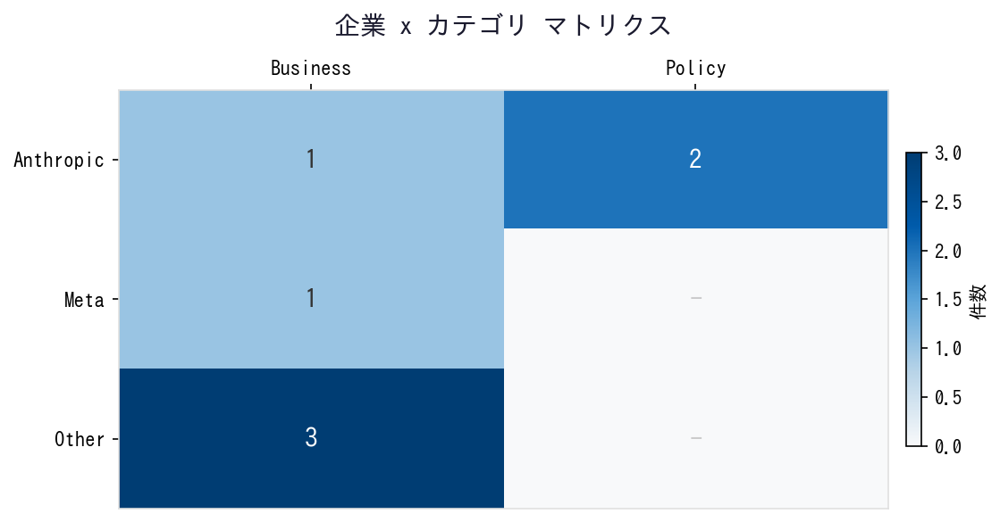 企業 x カテゴリ マトリクス
Business Policy
Anthropic 1 2
Meta 1 —
Other 3 —
3.0
2.5
2.0
1.5
1.0
0.5
0.0
件数